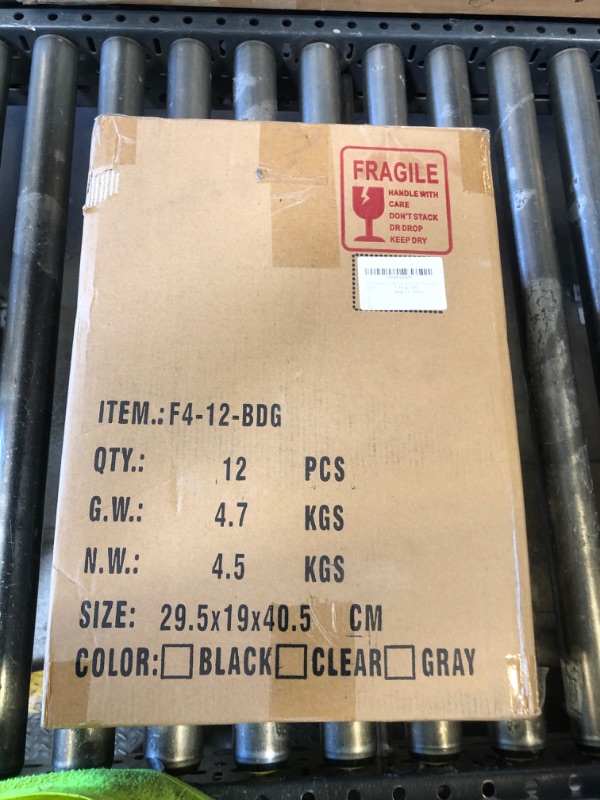 FRAGILE
HANDLE WITH
CARE
DON'T STACK
OR DROP
KEEP DRY
ITEM.: F4-12-BDG
QTY.: 12 PCS
G.W.: 4.7 KGS
N.W.: 4.5 KGS
SIZE: 29.5x19x40.5 CM
COLOR: BLACK CLEAR GRAY